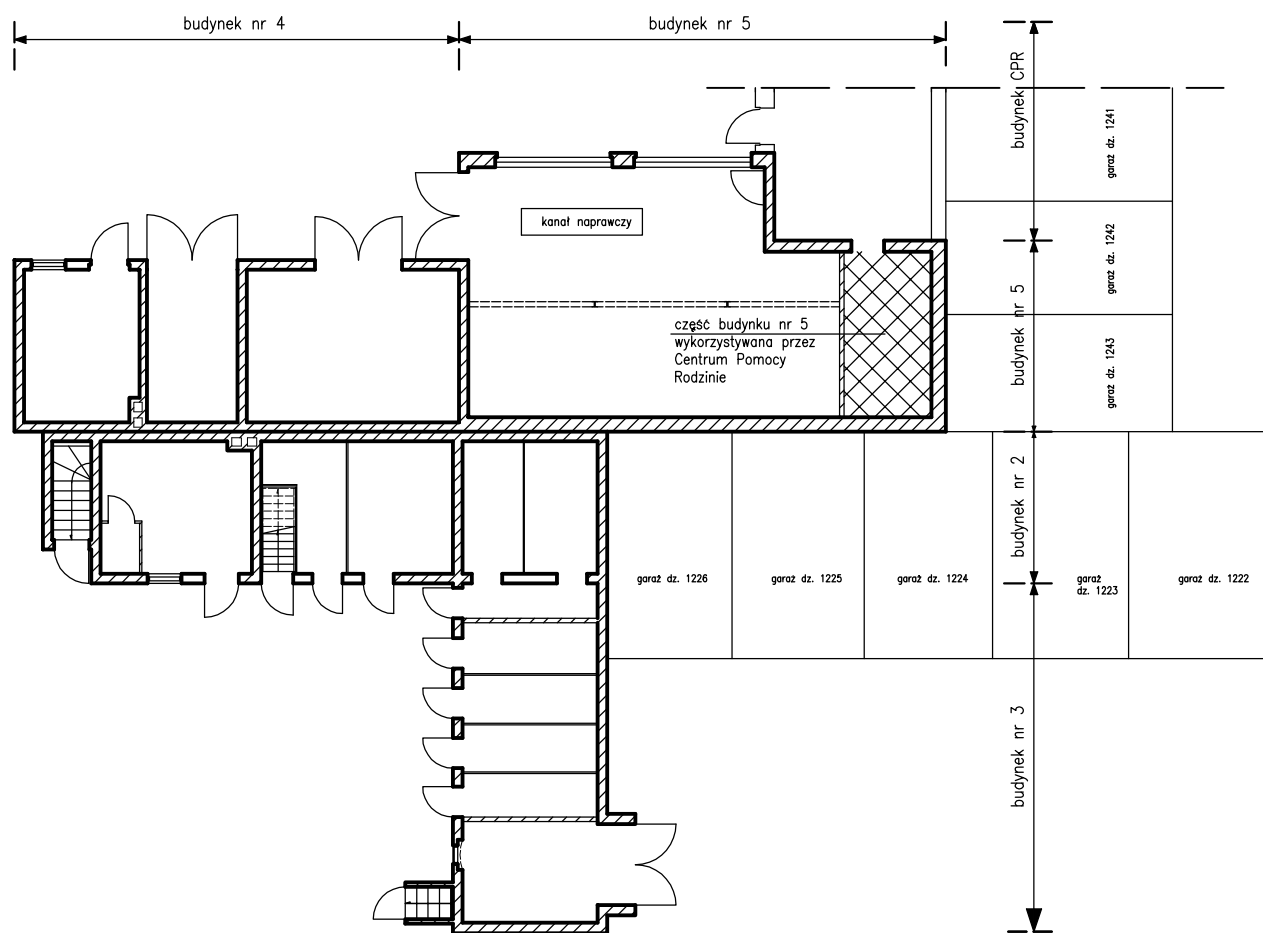 budynek nr 4
budynek nr 5
budynek CPR
garaż dz. 1241
kanał naprawczy
garaż dz. 1242
budynek nr 5
część budynku nr 5
wykorzystywana przez
Centrum Pomocy
Rodzinie
garaż dz. 1243
budynek nr 2
garaż dz. 1226
garaż dz. 1225
garaż dz. 1224
garaż
dz. 1223
garaż dz. 1222
budynek nr 3